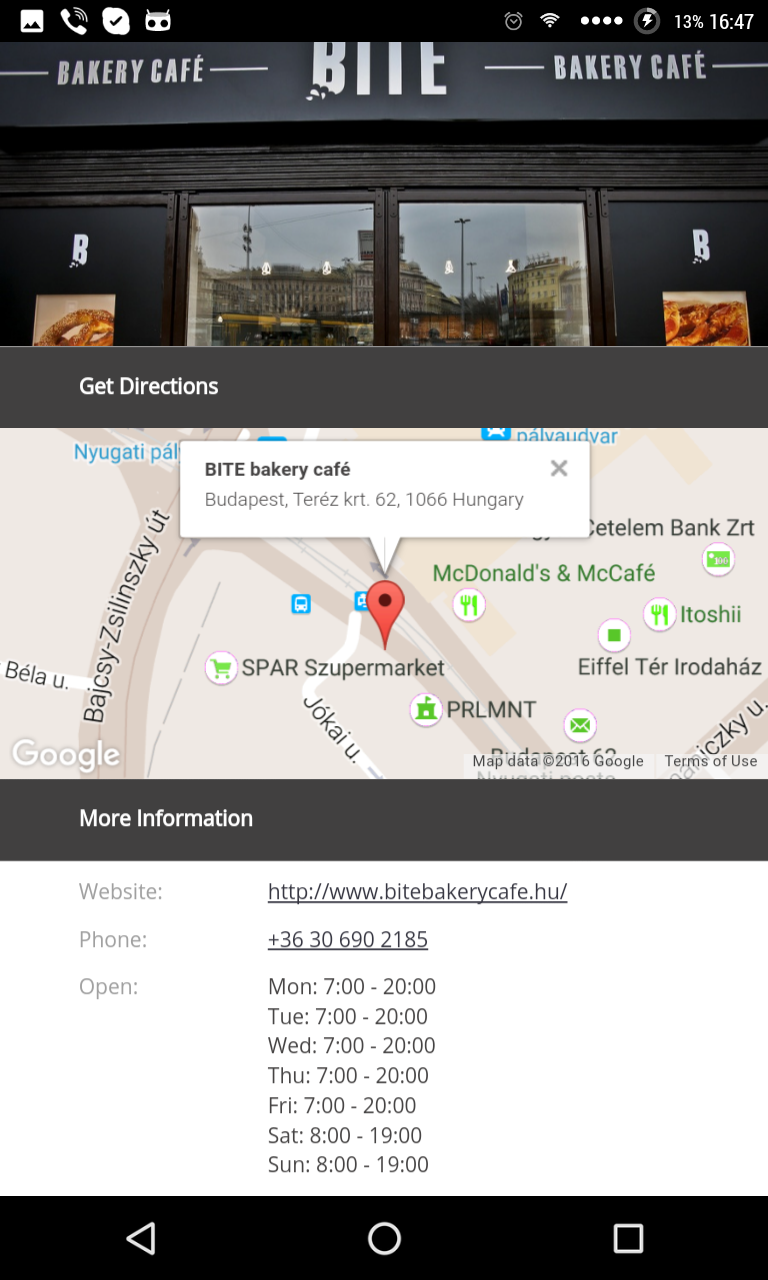 13% 16:47
BAKERY CAFÉ BITE BAKERY CAFÉ
B B
Get Directions
Nyugati pály
pályaudvar
BITE bakery café
Budapest, Teréz krt. 62, 1066 Hungary
Cetelem Bank Zrt
McDonald's & McCafé
Itoshii
Bajcsy-Zsilinszky út
SPAR Szupermarket
Eiffel Tér Irodaház
Béla u.
PRLMNT
Jókai u.
Budapest 62
Nyugati posta
Google
Map data ©2016 Google Terms of Use
More Information
Website: http://www.bitebakerycafe.hu/
Phone: +36 30 690 2185
Open: Mon: 7:00 - 20:00
Tue: 7:00 - 20:00
Wed: 7:00 - 20:00
Thu: 7:00 - 20:00
Fri: 7:00 - 20:00
Sat: 8:00 - 19:00
Sun: 8:00 - 19:00